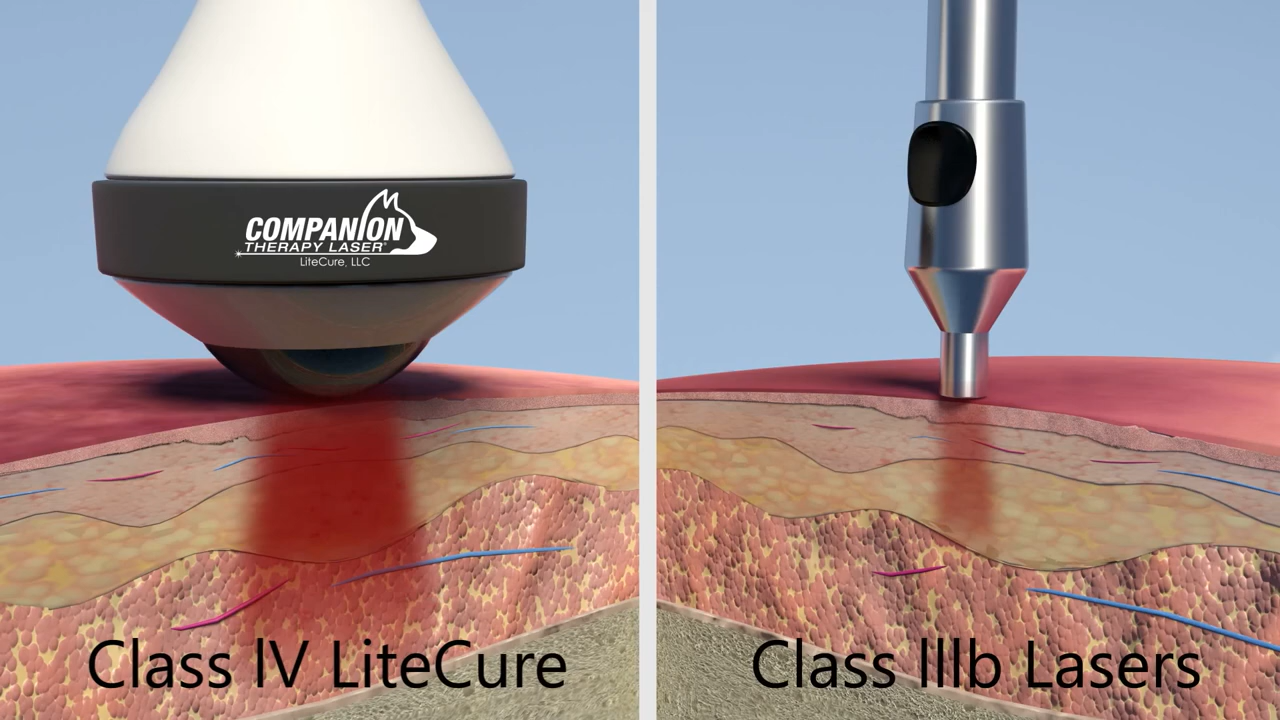 COMPANION
THERAPY LASER®
LiteCure, LLC
Class IV LiteCure
Class IIIb Lasers